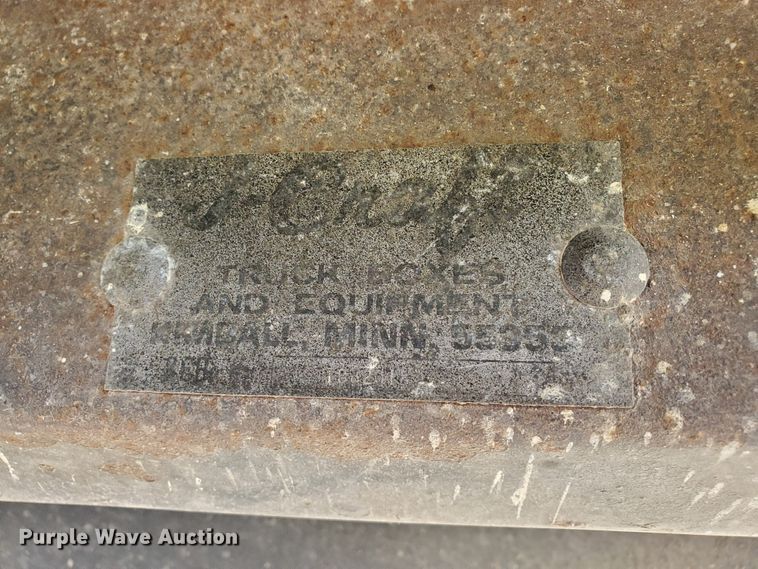 J-Craft
TRUCK BOXES
AND EQUIPMENT
KIMBALL, MINN. 55353
Purple Wave Auction